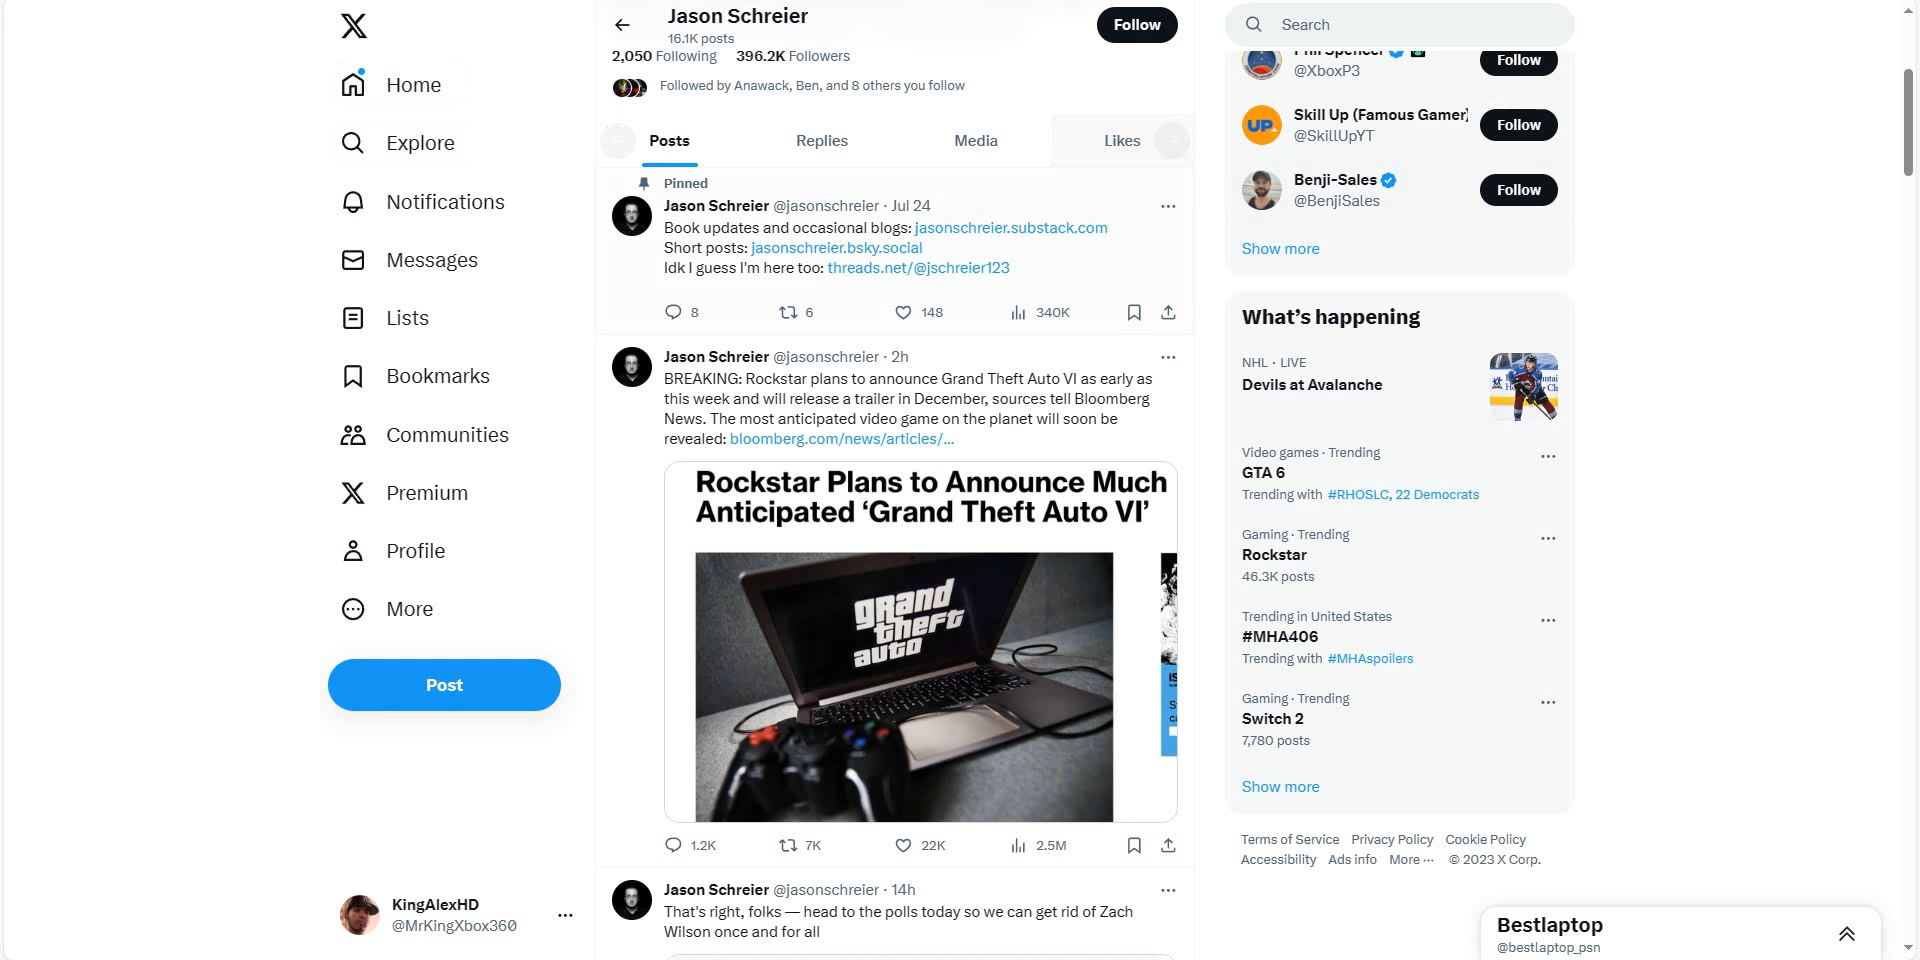 Home
Explore
Notifications
Messages
Lists
Bookmarks
Communities
Premium
Profile
More
Post
KingAlexHD
@MrKingXbox360
Jason Schreier
16.1K posts
Follow
2,050 Following 396.2K Followers
Followed by Anawack, Ben, and 8 others you follow
Posts Replies Media Likes
Pinned
Jason Schreier @jasonschreier · Jul 24
Book updates and occasional blogs: jasonschreier.substack.com
Short posts: jasonschreier.bsky.social
Idk I guess I'm here too: threads.net/@jschreier123
8 6 148 340K
Jason Schreier @jasonschreier · 2h
BREAKING: Rockstar plans to announce Grand Theft Auto VI as early as
this week and will release a trailer in December, sources tell Bloomberg
News. The most anticipated video game on the planet will soon be
revealed: bloomberg.com/news/articles/...
Rockstar Plans to Announce Much
Anticipated ‘Grand Theft Auto VI’
grand
theft
auto
1.2K 7K 22K 2.5M
Jason Schreier @jasonschreier · 14h
That's right, folks — head to the polls today so we can get rid of Zach
Wilson once and for all
Search
Phil Spencer
@XboxP3
Follow
UP
Skill Up (Famous Gamer)
@SkillUpYT
Follow
Benji-Sales
@BenjiSales
Follow
Show more
What’s happening
NHL · LIVE
Devils at Avalanche
Video games · Trending
GTA 6
Trending with #RHOSLC, 22 Democrats
Gaming · Trending
Rockstar
46.3K posts
Trending in United States
#MHA406
Trending with #MHAspoilers
Gaming · Trending
Switch 2
7,780 posts
Show more
Terms of Service Privacy Policy Cookie Policy
Accessibility Ads info More ··· © 2023 X Corp.
Bestlaptop
@bestlaptop_psn